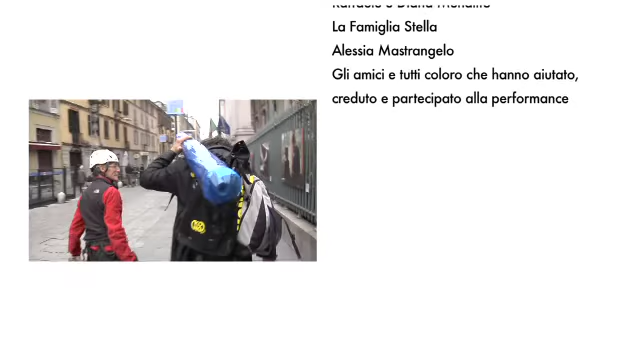 La Famiglia Stella
Alessia Mastrangelo
Gli amici e tutti coloro che hanno aiutato,
creduto e partecipato alla performance